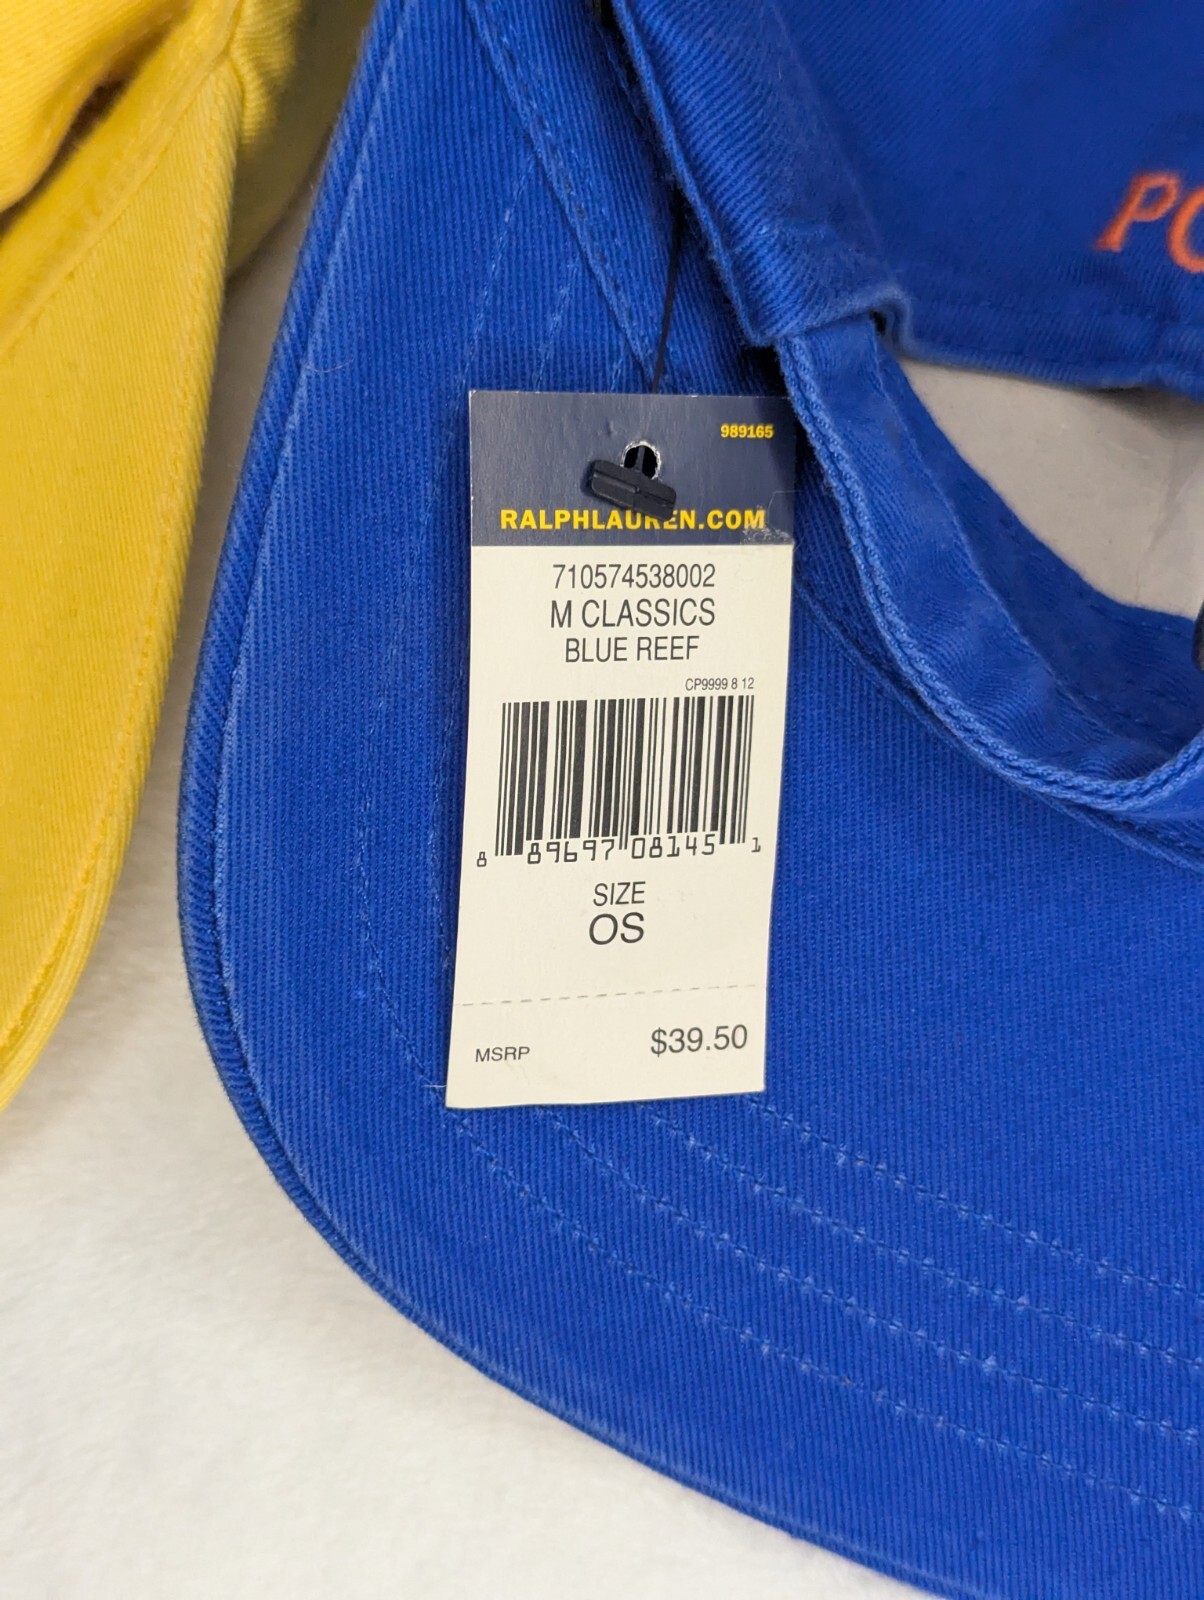 PO
989165
RALPHLAUREN.COM
710574538002
M CLASSICS
BLUE REEF
CP9999 8 12
8 89697 08145 1
SIZE
OS
MSRP $39.50